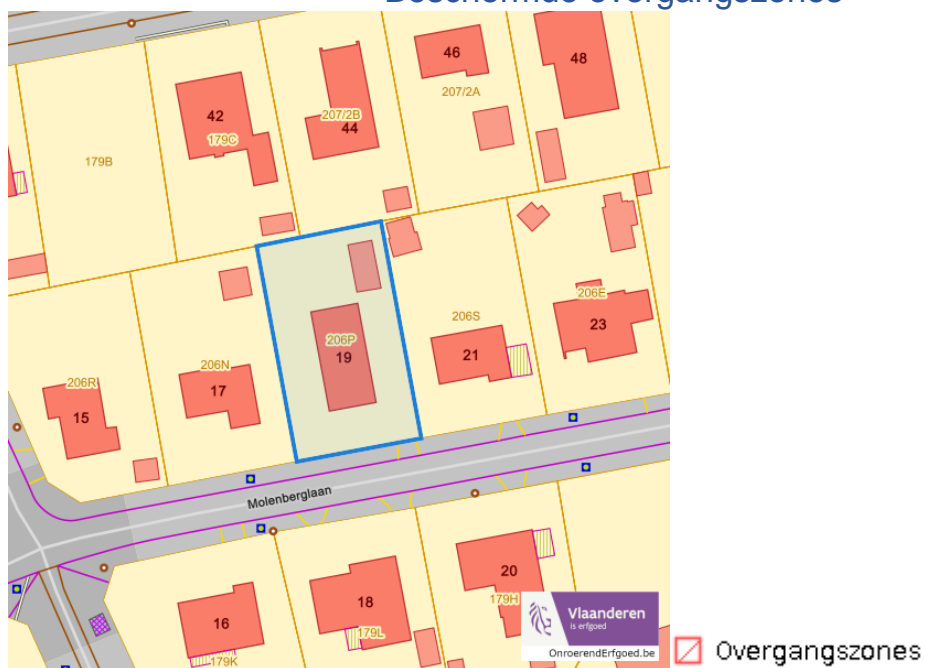 Beschermde overgangszones
46
48
207/2A
42
207/2B
179C
44
179B
206P
19
206S
206E
23
21
206N
17
206R
15
Molenberglaan
20
179H
18
179L
16
179K
Vlaanderen
is erfgoed
OnroerendErfgoed.be
Overgangszones